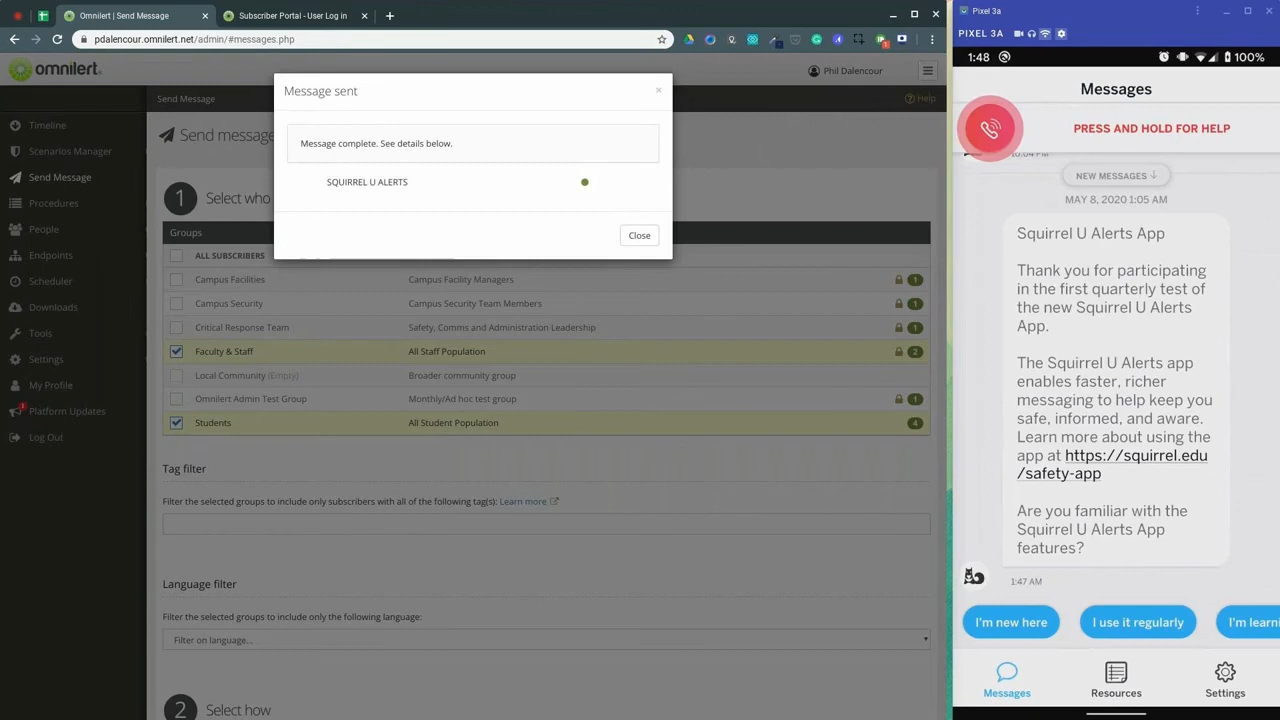 Omnilert | Send Message
Subscriber Portal - User Log in
pdalencour.omnilert.net/admin/#messages.php
omnilert
Phil Dalencour
Send Message
Help
Timeline
Scenarios Manager
Send Message
Procedures
People
Endpoints
Scheduler
Downloads
Tools
Settings
My Profile
1
Platform Updates
Log Out
Send message
1 Select who
Groups
ALL SUBSCRIBERS
Campus Facilities Campus Facility Managers 1
Campus Security Campus Security Team Members 1
Critical Response Team Safety, Comms and Administration Leadership 1
Faculty & Staff All Staff Population 2
Local Community (Empty) Broader community group
Omnilert Admin Test Group Monthly/Ad hoc test group 1
Students All Student Population 4
Tag filter
Filter the selected groups to include only subscribers with all of the following tag(s): Learn more
Language filter
Filter the selected groups to include only the following language:
Filter on language...
2 Select how
Message sent ×
Message complete. See details below.
SQUIRREL U ALERTS
Close
Pixel 3a
PIXEL 3A
1:48 100%
Messages
PRESS AND HOLD FOR HELP
NEW MESSAGES ↓
MAY 8, 2020 1:05 AM
Squirrel U Alerts App
Thank you for participating
in the first quarterly test of
the new Squirrel U Alerts
App.
The Squirrel U Alerts app
enables faster, richer
messaging to help keep you
safe, informed, and aware.
Learn more about using the
app at https://squirrel.edu
/safety-app
Are you familiar with the
Squirrel U Alerts App
features?
1:47 AM
I'm new here I use it regularly I'm learni
Messages Resources Settings